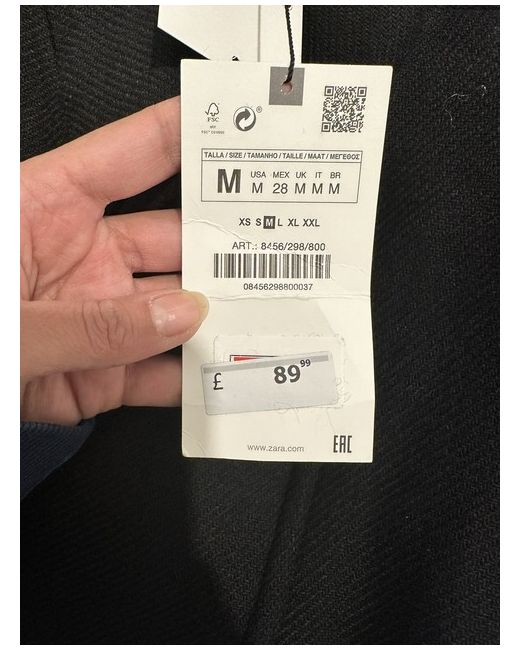 FSC
TALLA / SIZE / TAMANHO / TAILLE / MAAT / ΜΕΓΕΘΟΣ
M USA MEX UK IT BR
M 28 M M M
XS S M L XL XXL
ART.: 8456/298/800
08456298800037
£ 89 99
www.zara.com EAC